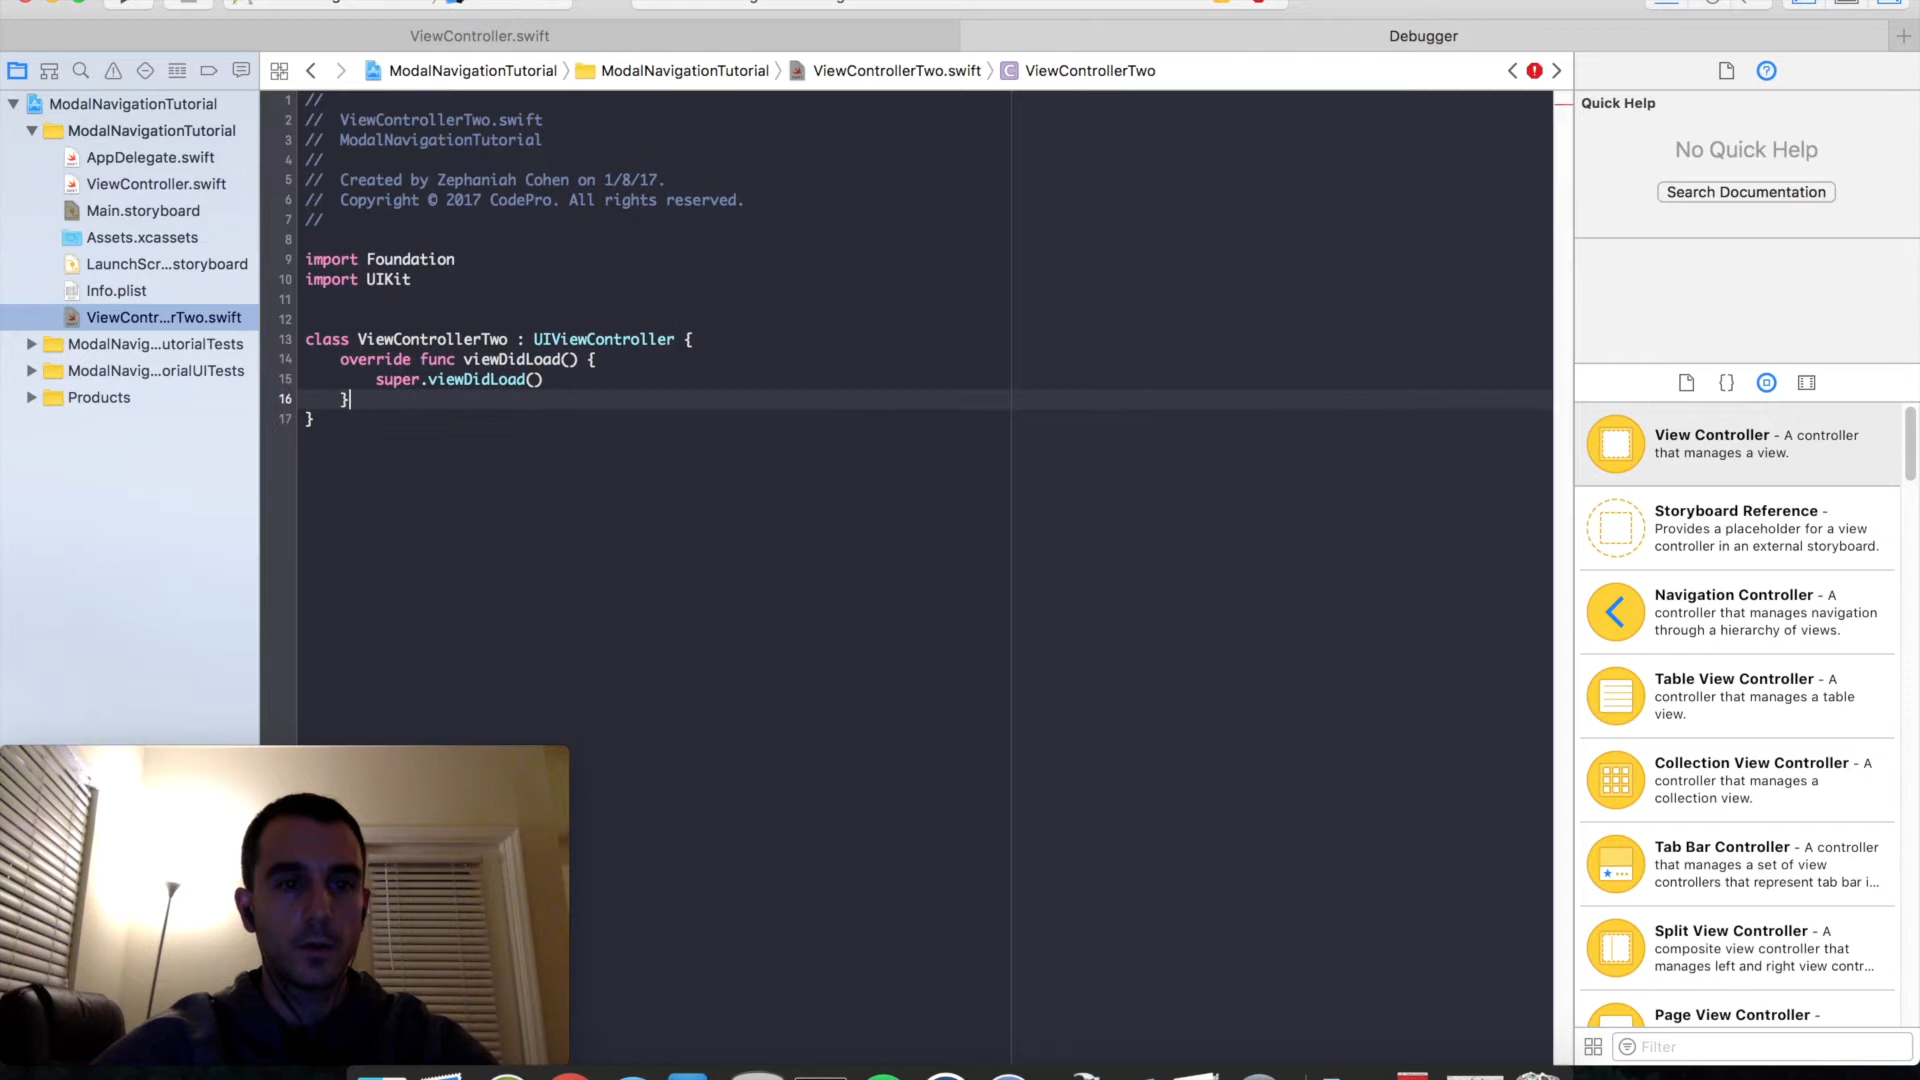 ViewController.swift
Debugger
ModalNavigationTutorial
ModalNavigationTutorial
ViewControllerTwo.swift
C ViewControllerTwo
ModalNavigationTutorial
ModalNavigationTutorial
AppDelegate.swift
ViewController.swift
Main.storyboard
Assets.xcassets
LaunchScr...storyboard
Info.plist
ViewContr...rTwo.swift
ModalNavig...utorialTests
ModalNavig...orialUITests
Products
1 //
2 // ViewControllerTwo.swift
3 // ModalNavigationTutorial
4 //
5 // Created by Zephaniah Cohen on 1/8/17.
6 // Copyright © 2017 CodePro. All rights reserved.
7 //
8
9 import Foundation
10 import UIKit
11
12
13 class ViewControllerTwo : UIViewController {
14 override func viewDidLoad() {
15 super.viewDidLoad()
16 }
17 }
Quick Help
No Quick Help
Search Documentation
View Controller - A controller
that manages a view.
Storyboard Reference -
Provides a placeholder for a view
controller in an external storyboard.
Navigation Controller - A
controller that manages navigation
through a hierarchy of views.
Table View Controller - A
controller that manages a table
view.
Collection View Controller - A
controller that manages a
collection view.
Tab Bar Controller - A controller
that manages a set of view
controllers that represent tab bar i...
Split View Controller - A
composite view controller that
manages left and right view contr...
Page View Controller -
Filter